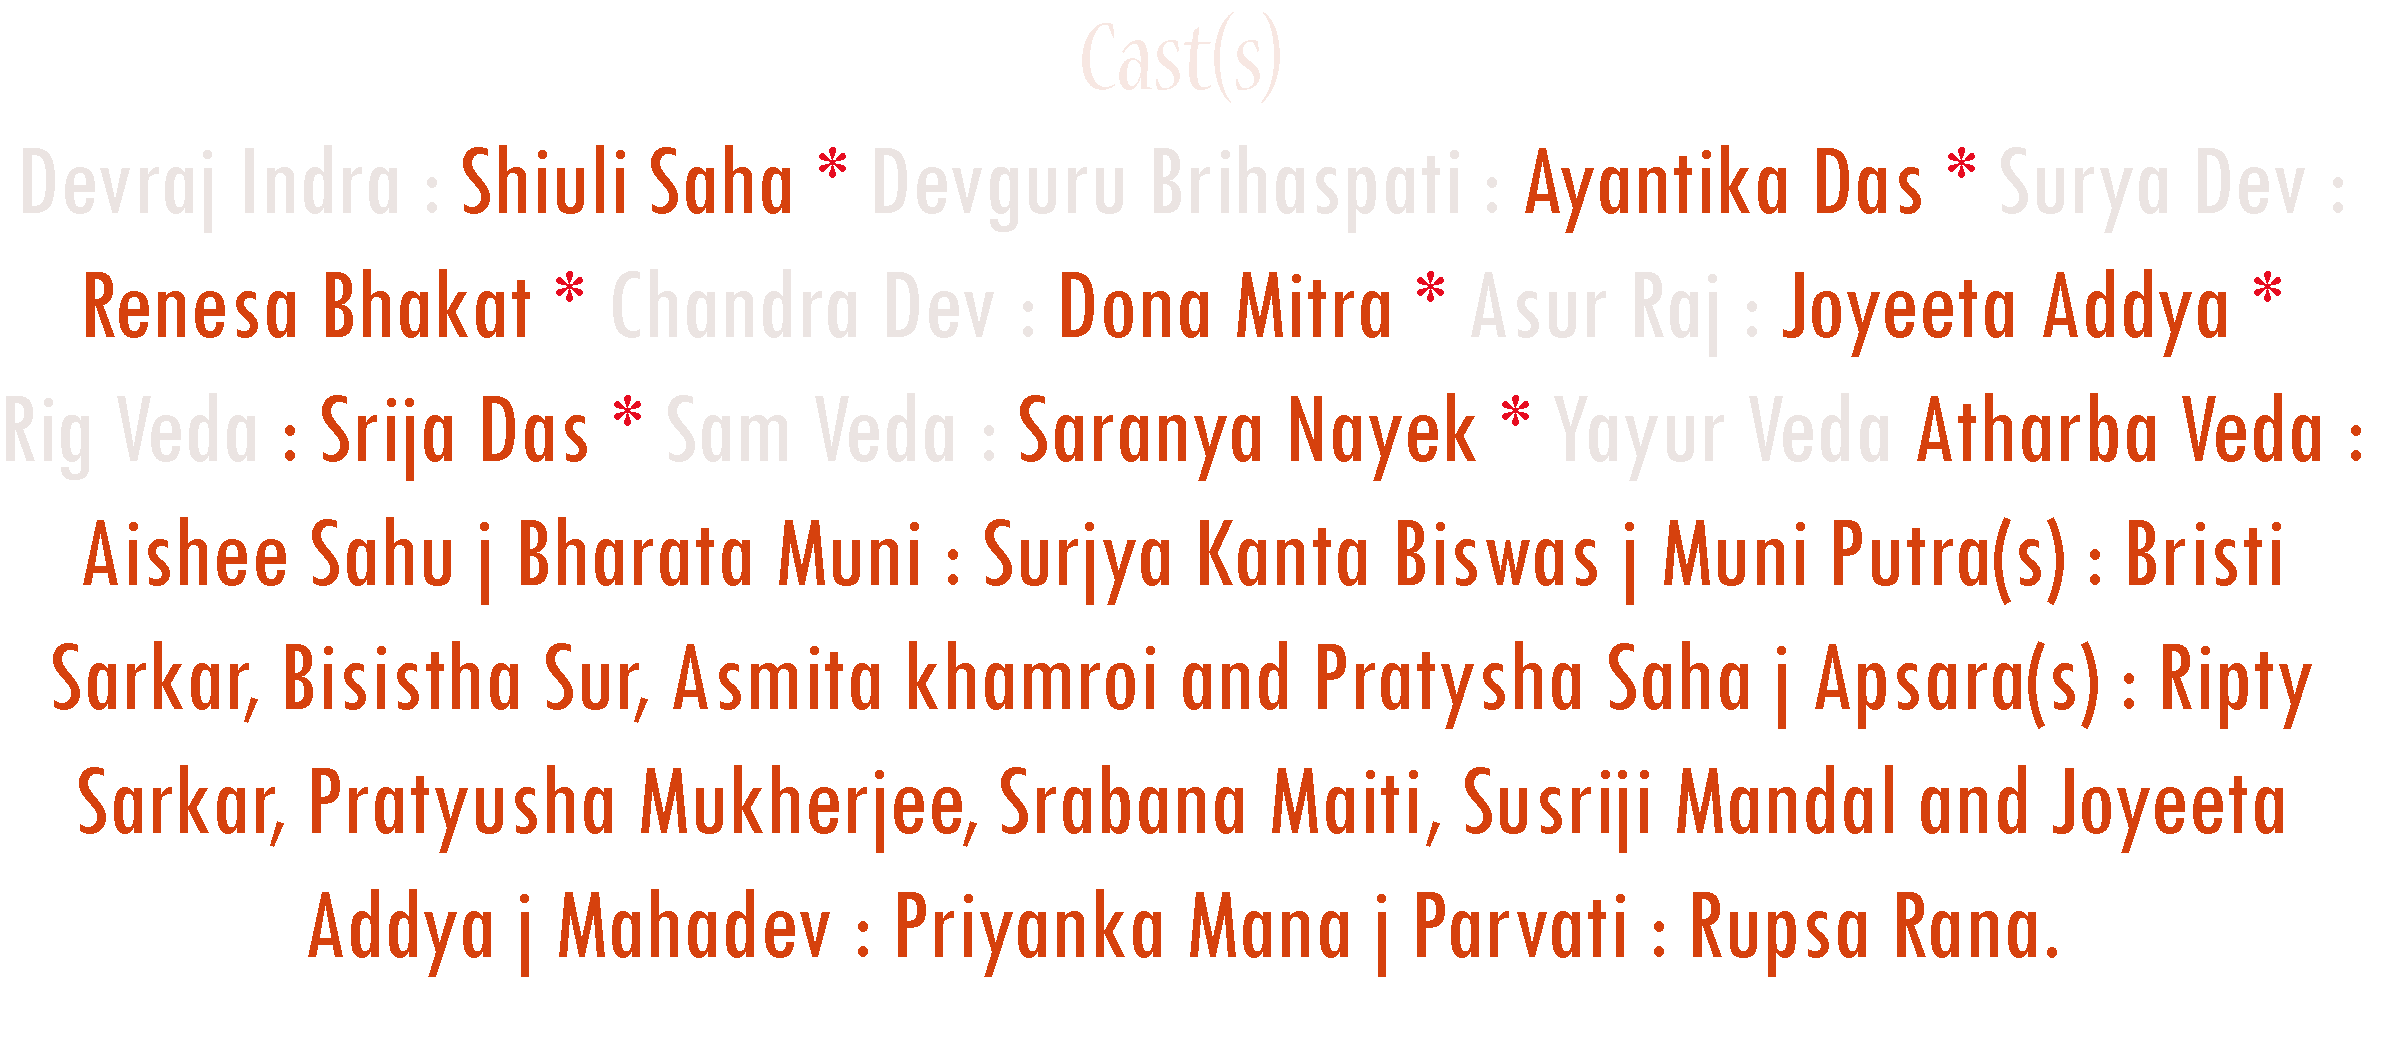 Cast(s)
Devraj Indra : Shiuli Saha * Devguru Brihaspati : Ayantika Das * Surya Dev :
Renesa Bhakat * Chandra Dev : Dona Mitra * Asur Raj : Joyeeta Addya *
Rig Veda : Srija Das * Sam Veda : Saranya Nayek * Yayur Veda Atharba Veda :
Aishee Sahu j Bharata Muni : Surjya Kanta Biswas j Muni Putra(s) : Bristi
Sarkar, Bisistha Sur, Asmita khamroi and Pratysha Saha j Apsara(s) : Ripty
Sarkar, Pratyusha Mukherjee, Srabana Maiti, Susriji Mandal and Joyeeta
Addya j Mahadev : Priyanka Mana j Parvati : Rupsa Rana.